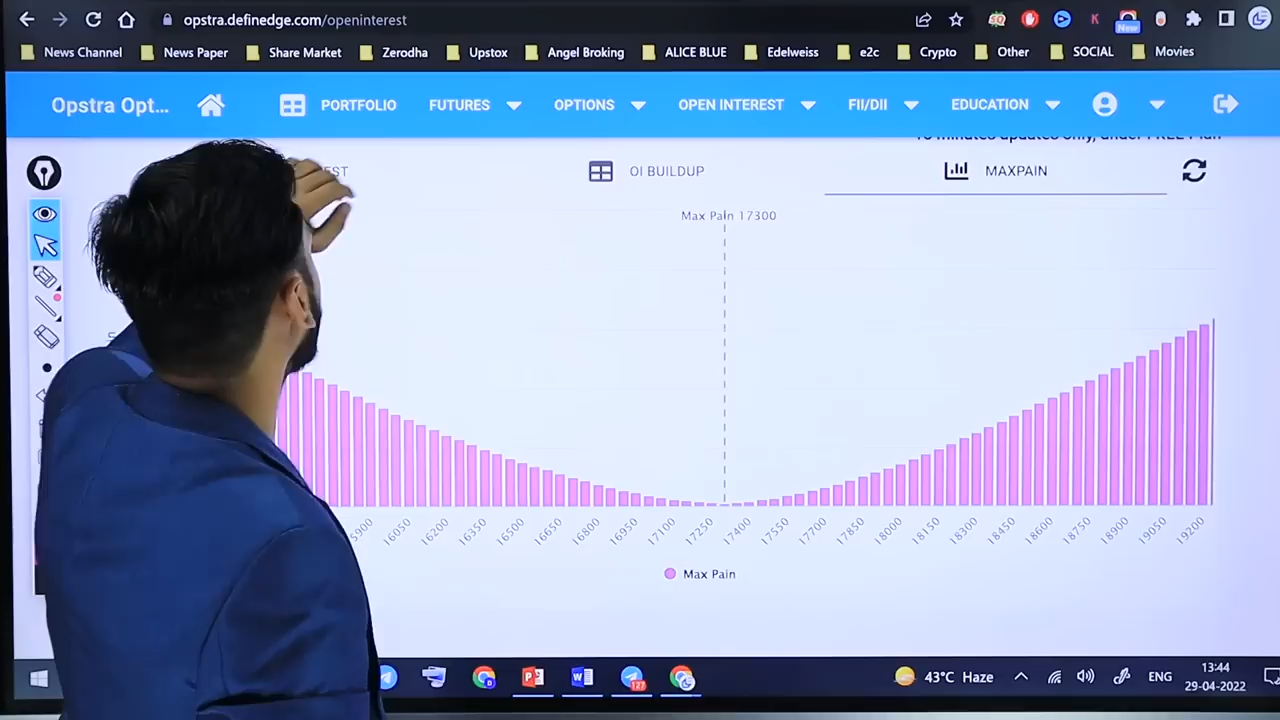 opstra.definedge.com/openinterest
New
News Channel News Paper Share Market Zerodha Upstox Angel Broking ALICE BLUE Edelweiss e2c Crypto Other SOCIAL Movies
Opstra Opt... PORTFOLIO FUTURES OPTIONS OPEN INTEREST FII/DII EDUCATION
OI BUILDUP MAXPAIN
Max Pain 17300
16050 16200 16350 16500 16650 16800 16950 17100 17250 17400 17550 17700 17850 18000 18150 18300 18450 18600 18750 18900 19050 19200
Max Pain
127
43°C Haze ENG 13:44
29-04-2022